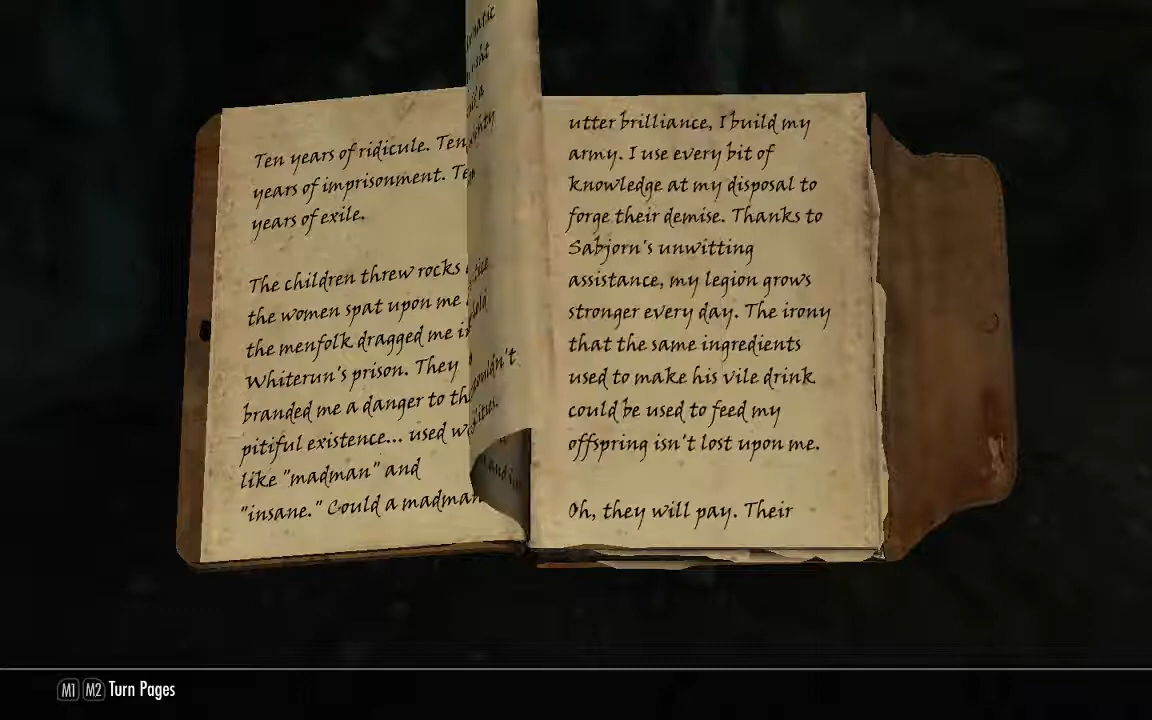 Ten years of ridicule. Ten
years of imprisonment. Te
years of exile.
The children threw rocks
the women spat upon me
the menfolk dragged me in
Whiterun's prison. They
branded me a danger to th
pitiful existence... used w
like "madman" and
"insane." Could a madman
couldn't
and i
utter brilliance, I build my
army. I use every bit of
knowledge at my disposal to
forge their demise. Thanks to
Sabjorn's unwitting
assistance, my legion grows
stronger every day. The irony
that the same ingredients
used to make his vile drink
could be used to feed my
offspring isn't lost upon me.
Oh, they will pay. Their
M1 M2 Turn Pages